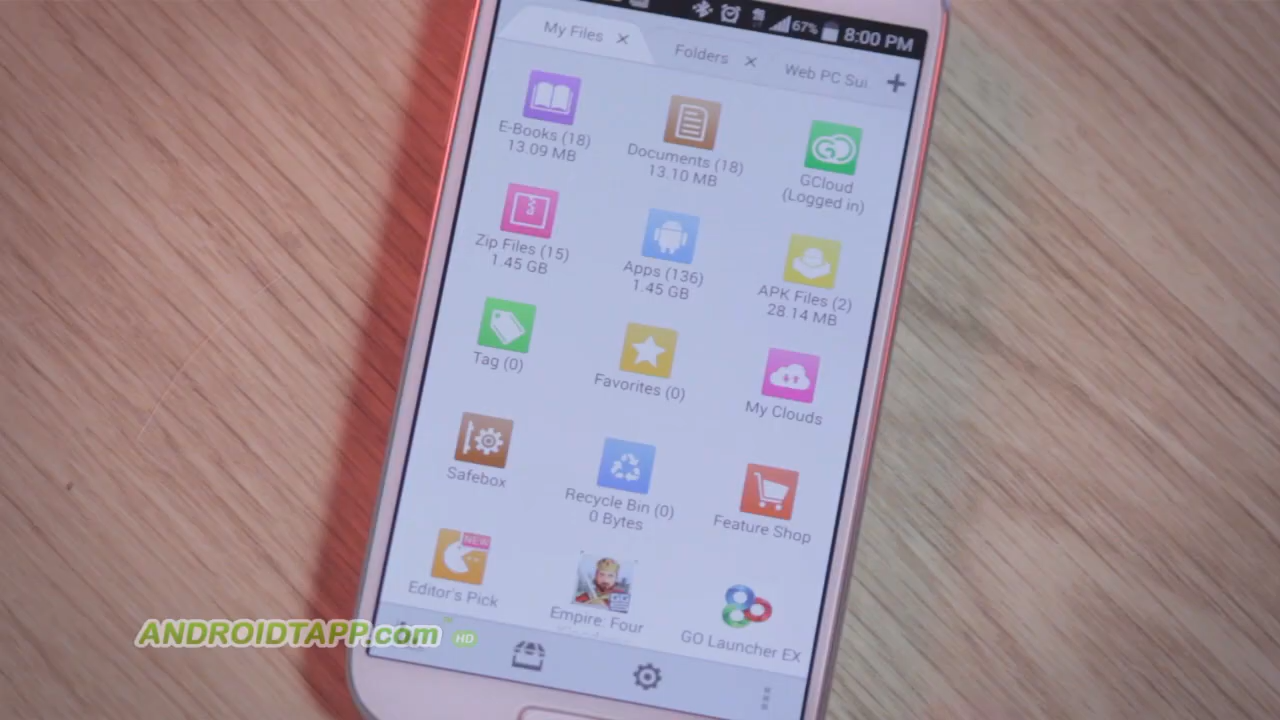 67% 8:00 PM
My Files
Folders
Web PC Sui
E-Books (18)
13.09 MB
Documents (18)
13.10 MB
GCloud
(Logged in)
Zip Files (15)
1.45 GB
Apps (136)
1.45 GB
APK Files (2)
28.14 MB
Tag (0)
Favorites (0)
My Clouds
Safebox
Recycle Bin (0)
0 Bytes
Feature Shop
NEW
Editor's Pick
GO
Empire: Four
GO Launcher EX
ANDROIDTAPP.com HD